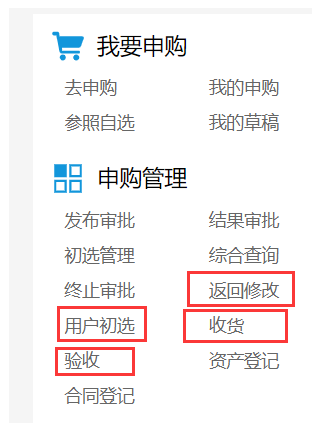 我要申购
去申购 我的申购
参照自选 我的草稿
申购管理
发布审批 结果审批
初选管理 综合查询
终止审批 返回修改
用户初选 收货
验收 资产登记
合同登记